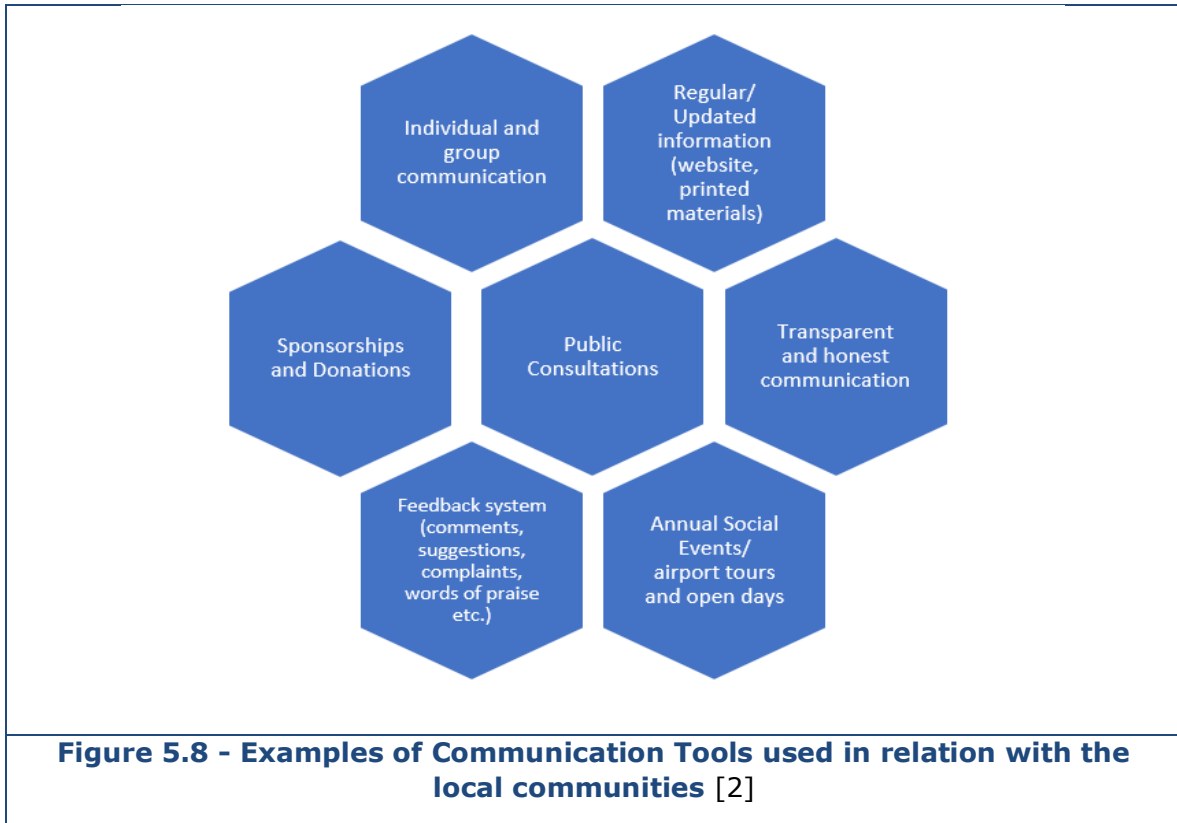 Individual and
group
communication
Regular/
Updated
information
(website,
printed
materials)
Sponsorships
and Donations
Public
Consultations
Transparent
and honest
communication
Feedback system
(comments,
suggestions,
complaints,
words of praise
etc.)
Annual Social
Events/
airport tours
and open days
Figure 5.8 - Examples of Communication Tools used in relation with the
local communities [2]